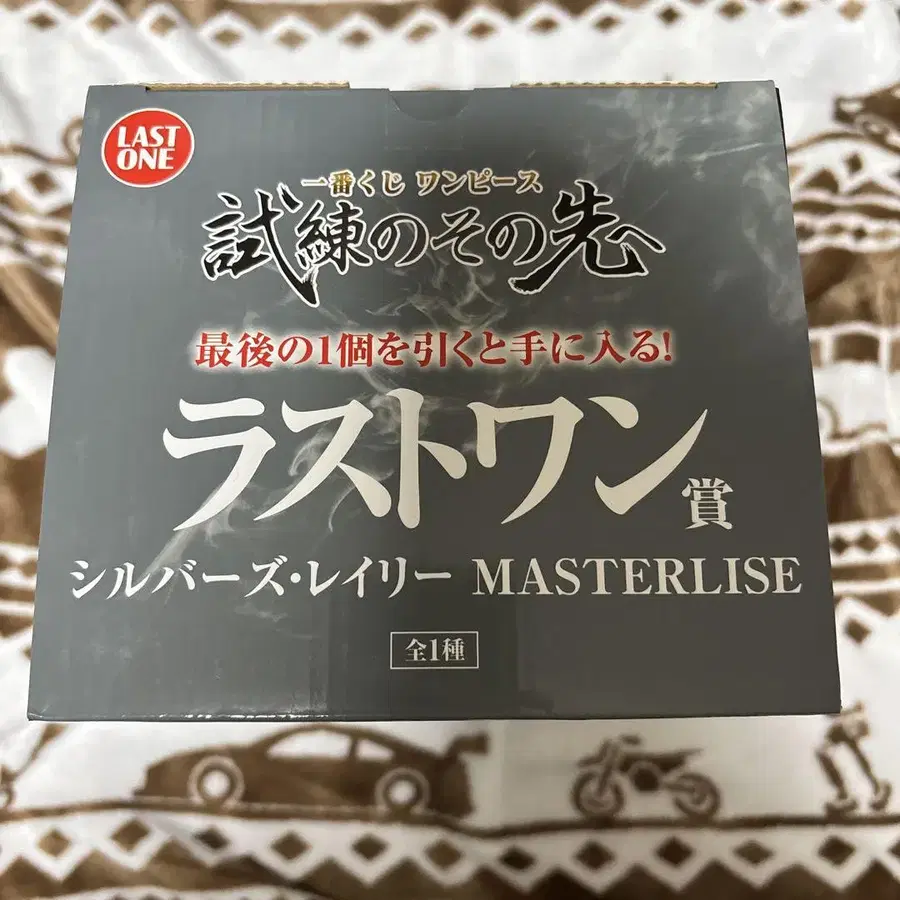 LAST
ONE
一番くじ ワンピース
試練のその先へ
最後の1個を引くと手に入る!
ラストワン賞
シルバーズ・レイリー MASTERLISE
全1種